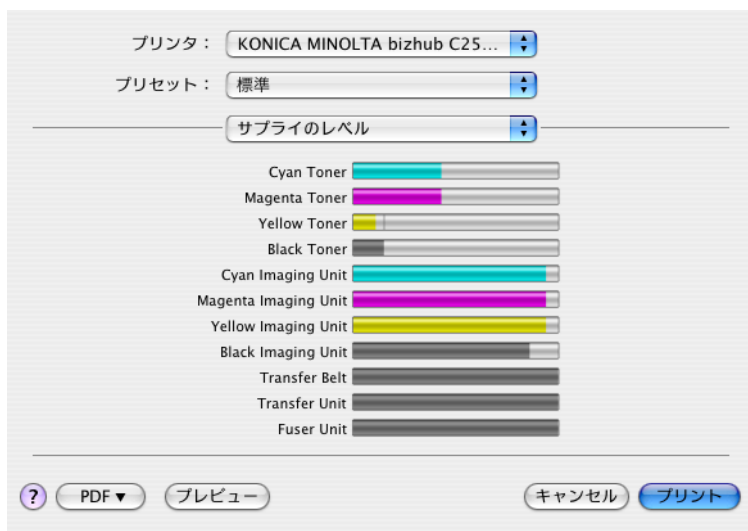 プリンタ： KONICA MINOLTA bizhub C25...
プリセット： 標準
サプライのレベル
Cyan Toner
Magenta Toner
Yellow Toner
Black Toner
Cyan Imaging Unit
Magenta Imaging Unit
Yellow Imaging Unit
Black Imaging Unit
Transfer Belt
Transfer Unit
Fuser Unit
? PDF▼ プレビュー キャンセル プリント